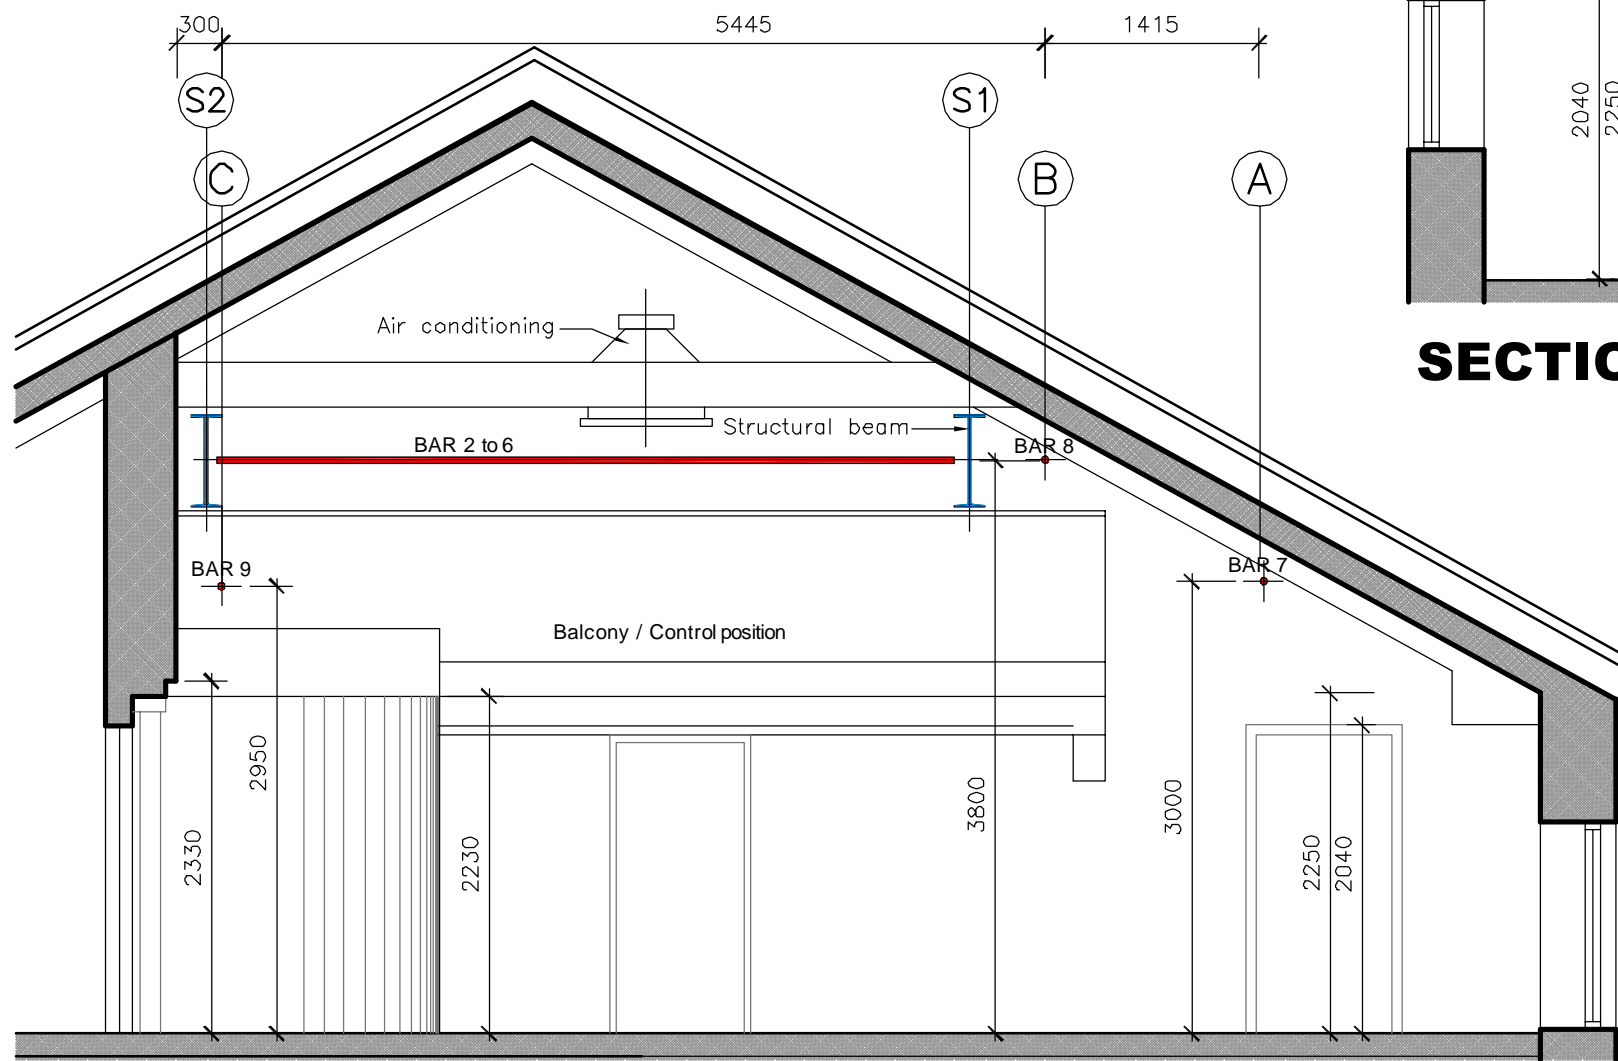 300
5445
1415
S2
S1
C
B
A
2040
2250
SECTIO
Air conditioning
Structural beam
BAR 2 to 6
BAR 8
BAR 9
BAR 7
Balcony / Control position
2950
2330
2230
3800
3000
2250
2040